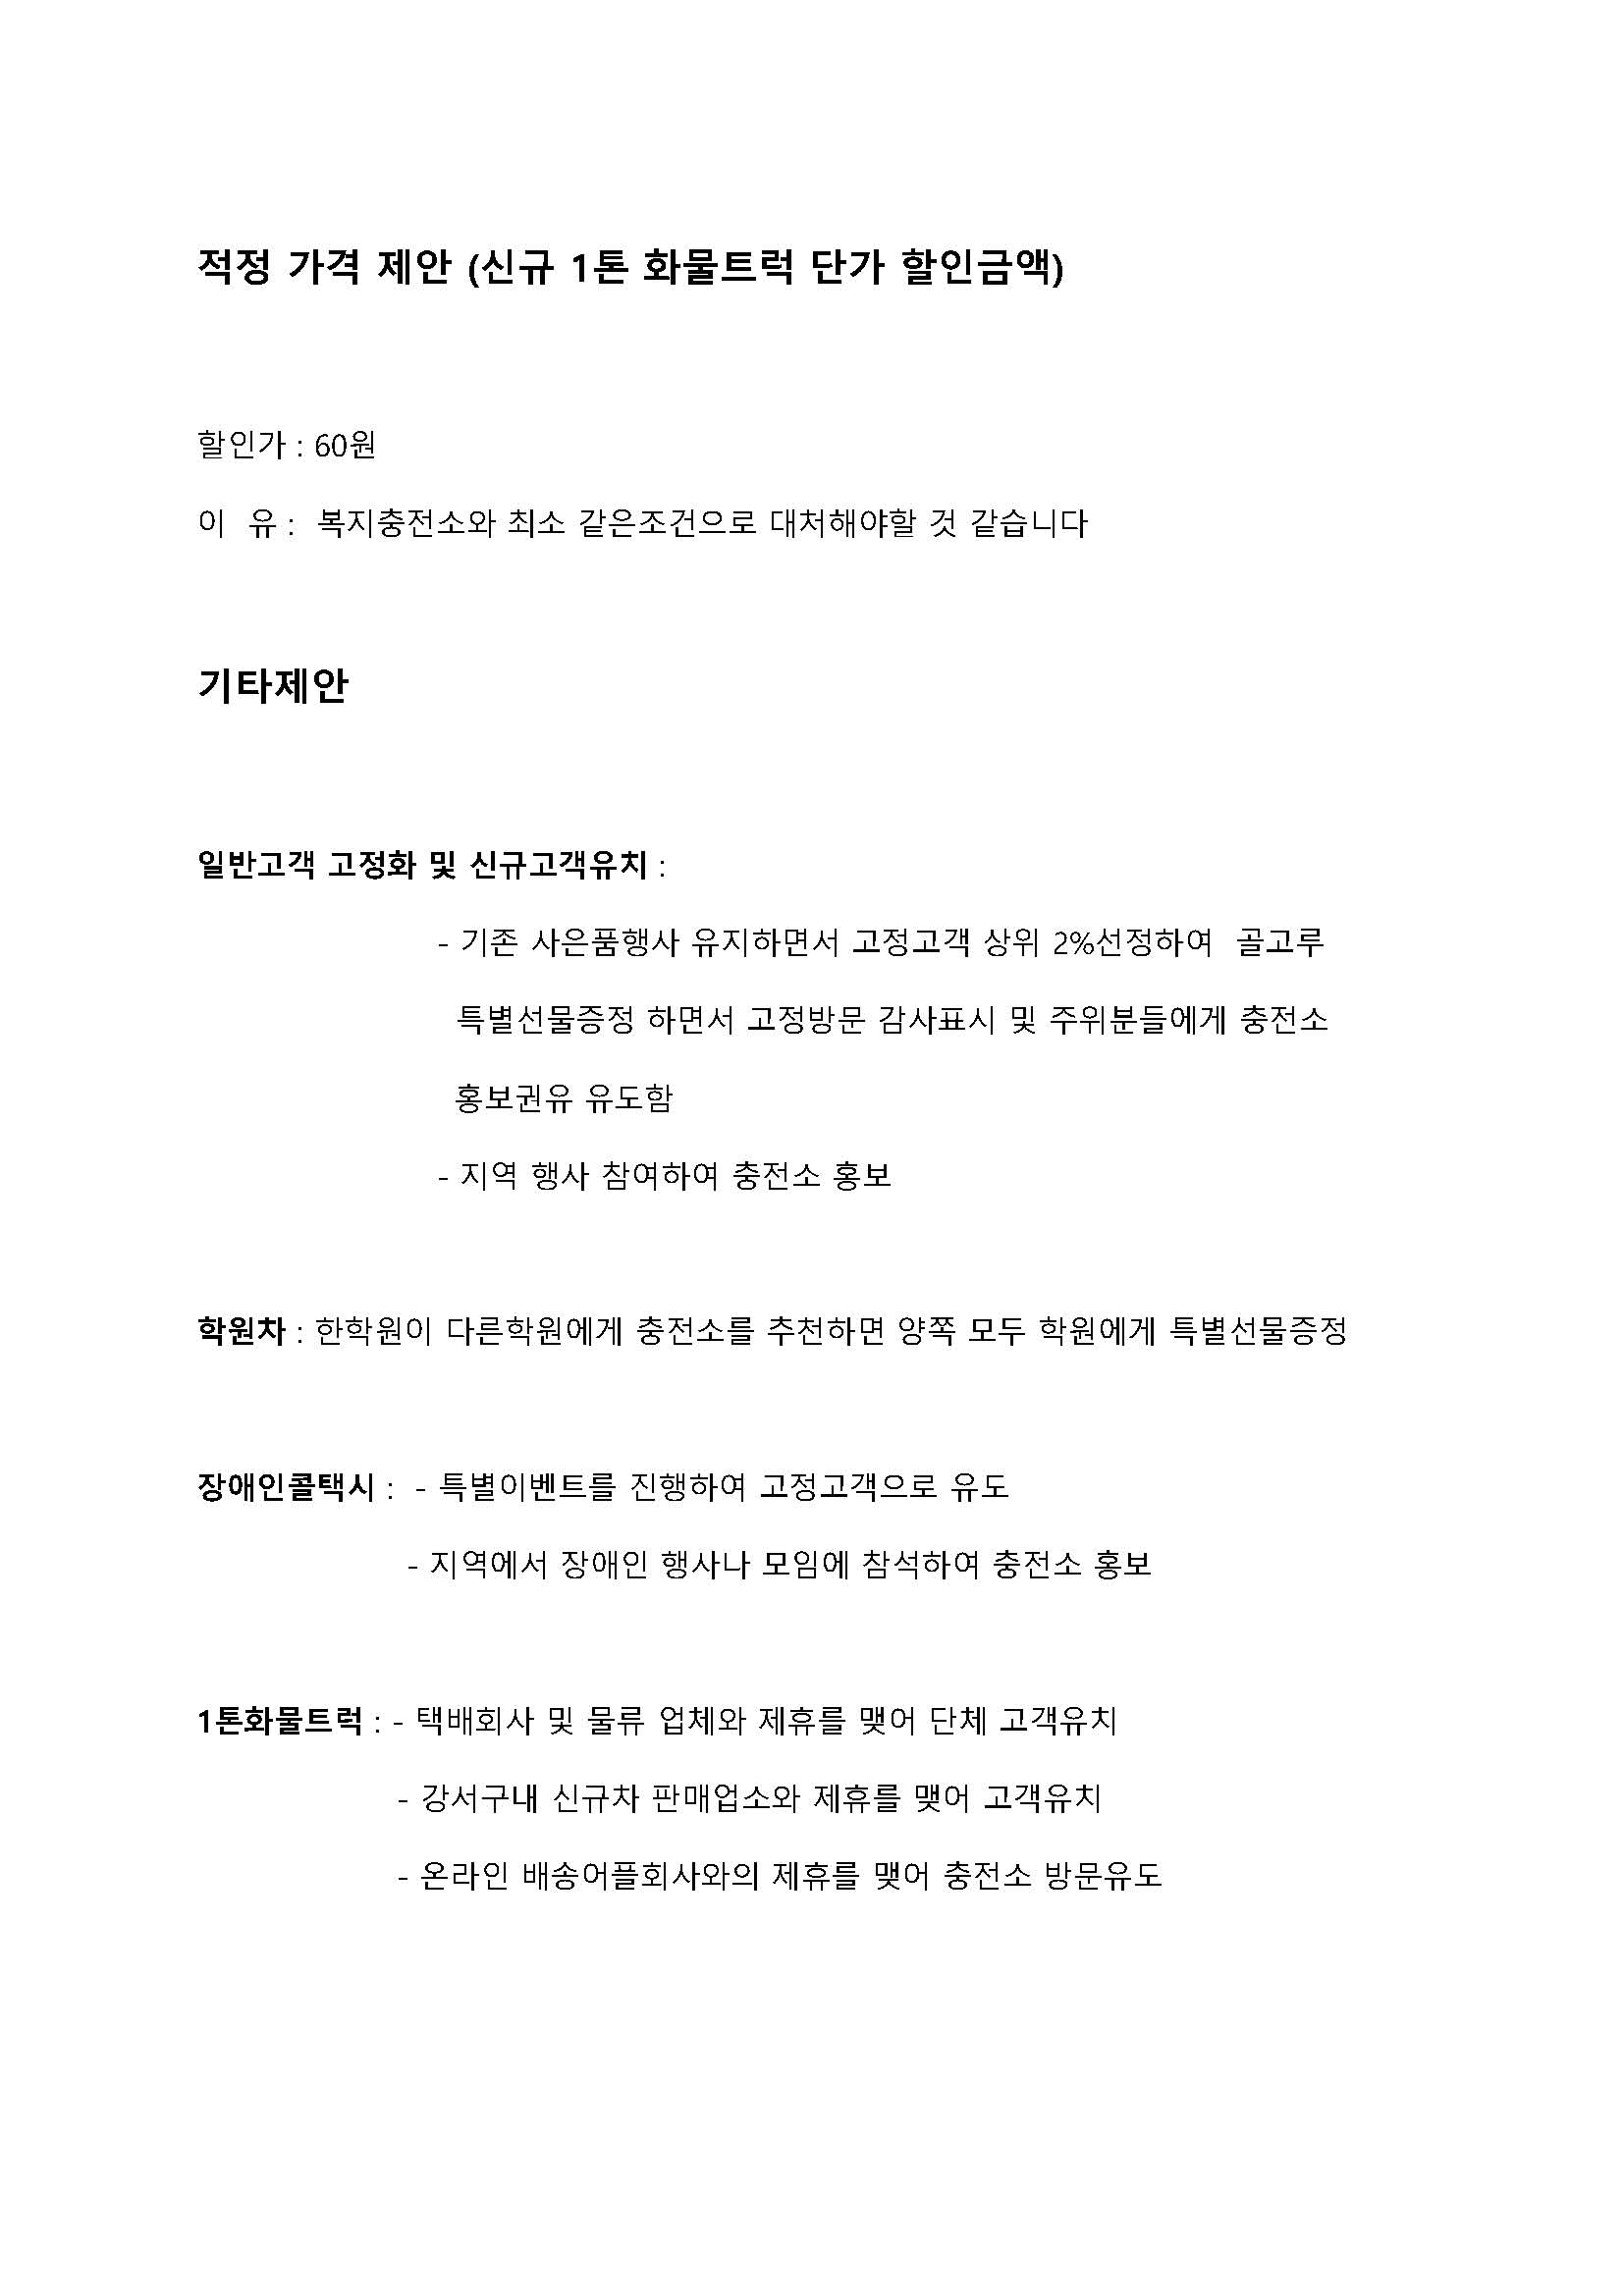 적정 가격 제안 (신규 1톤 화물트럭 단가 할인금액)
할인가 : 60원
이 유 : 복지충전소와 최소 같은조건으로 대처해야할 것 같습니다
기타제안
일반고객 고정화 및 신규고객유치 :
- 기존 사은품행사 유지하면서 고정고객 상위 2%선정하여 골고루
특별선물증정 하면서 고정방문 감사표시 및 주위분들에게 충전소
홍보권유 유도함
- 지역 행사 참여하여 충전소 홍보
학원차 : 한학원이 다른학원에게 충전소를 추천하면 양쪽 모두 학원에게 특별선물증정
장애인콜택시 : - 특별이벤트를 진행하여 고정고객으로 유도
- 지역에서 장애인 행사나 모임에 참석하여 충전소 홍보
1톤화물트럭 : - 택배회사 및 물류 업체와 제휴를 맺어 단체 고객유치
- 강서구내 신규차 판매업소와 제휴를 맺어 고객유치
- 온라인 배송어플회사와의 제휴를 맺어 충전소 방문유도